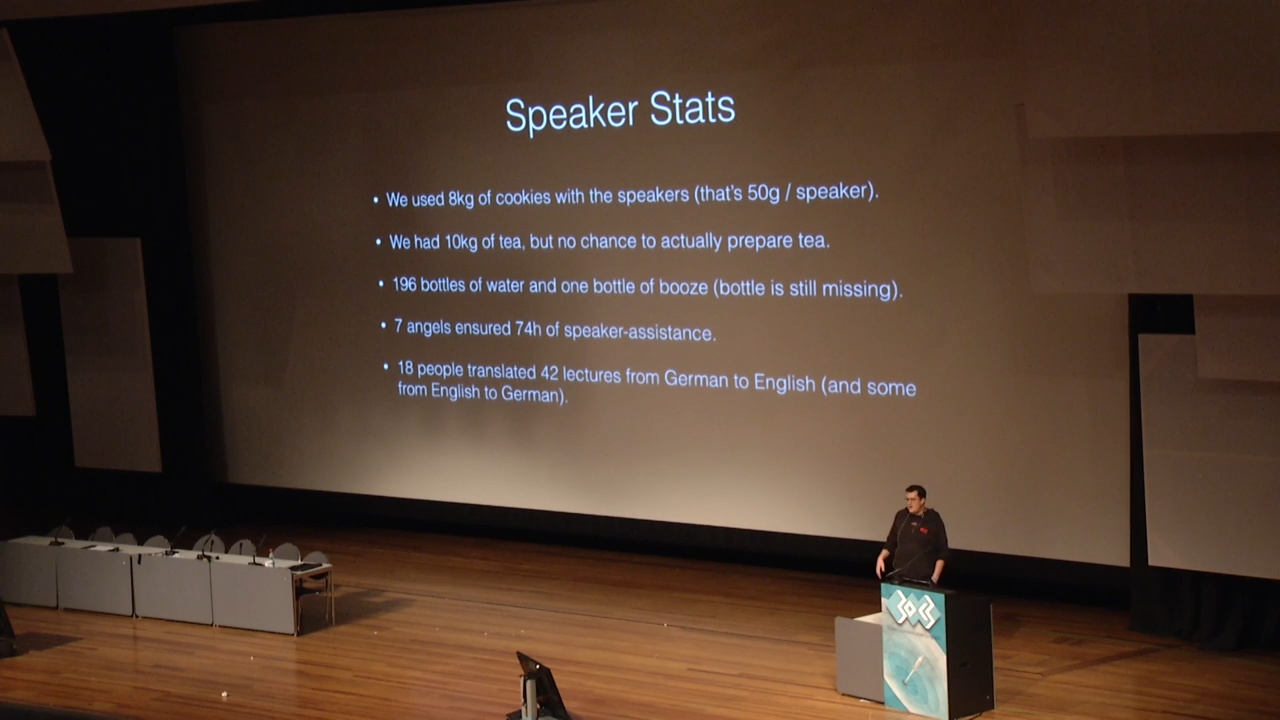 Speaker Stats
• We used 8kg of cookies with the speakers (that's 50g / speaker).
• We had 10kg of tea, but no chance to actually prepare tea.
• 196 bottles of water and one bottle of booze (bottle is still missing).
• 7 angels ensured 74h of speaker-assistance.
• 18 people translated 42 lectures from German to English (and some
from English to German).
30C3